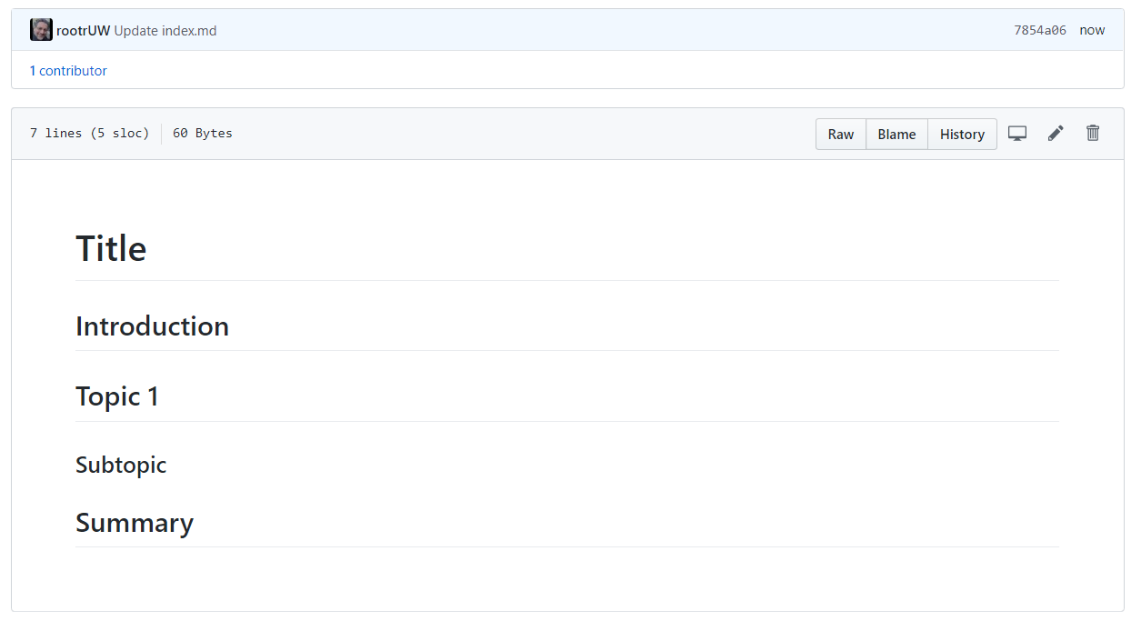 rootrUW Update index.md 7854a06 now
1 contributor
7 lines (5 sloc) 60 Bytes Raw Blame History
Title
Introduction
Topic 1
Subtopic
Summary